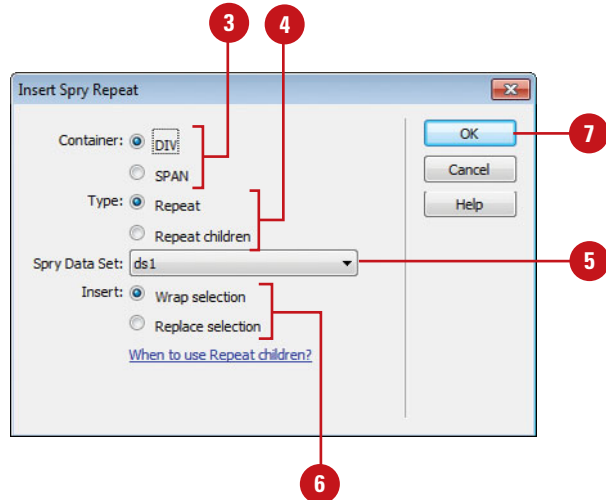 3 4
Insert Spry Repeat
Container: DIV
SPAN
Type: Repeat
Repeat children
Spry Data Set: ds1
Insert: Wrap selection
Replace selection
When to use Repeat children?
OK
Cancel
Help
7
5
6